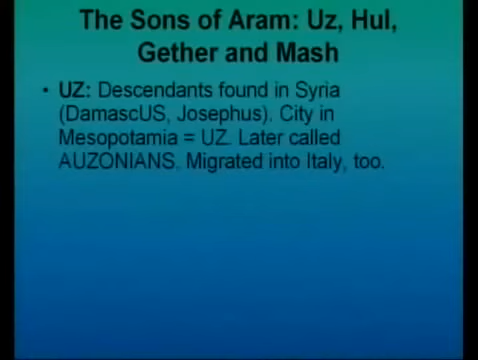 The Sons of Aram: Uz, Hul,
Gether and Mash
• UZ: Descendants found in Syria
(DamascUS, Josephus). City in
Mesopotamia = UZ. Later called
AUZONIANS. Migrated into Italy, too.